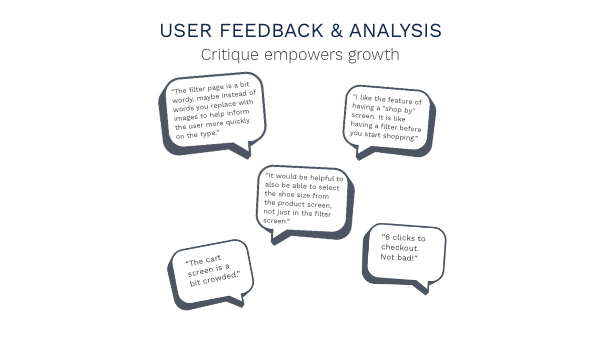 USER FEEDBACK & ANALYSIS
Critique empowers growth
"The filter page is a bit
wordy, maybe instead of
words you replace with
images to help inform
the user more quickly
on the type."
"I like the feature of
having a "shop by"
screen. It is like
having a filter before
you start shopping."
"It would be helpful to
also be able to select
the shoe size from
the product screen,
not just in the filter
screen."
"6 clicks to
checkout.
Not bad!"
"The cart
screen is a
bit crowded."